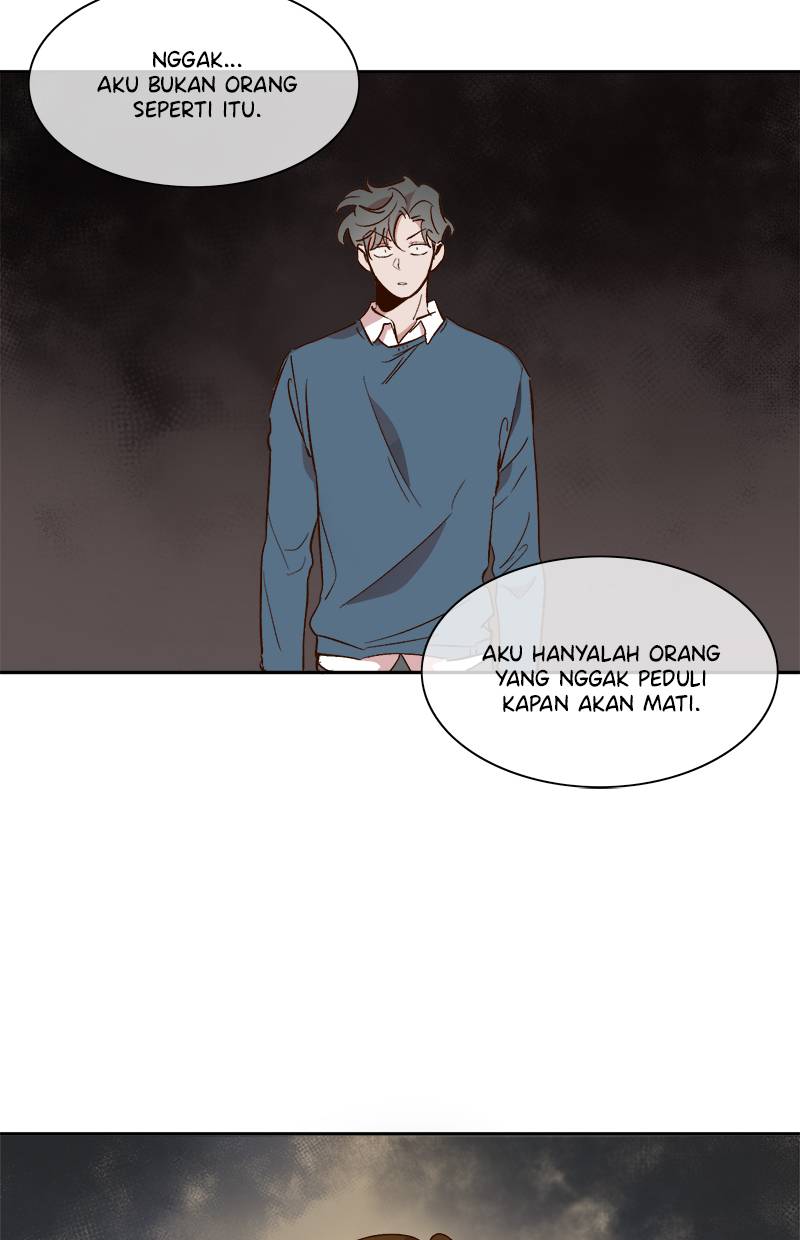 NGGAK...
AKU BUKAN ORANG
SEPERTI ITU.
AKU HANYALAH ORANG
YANG NGGAK PEDULI
KAPAN AKAN MATI.